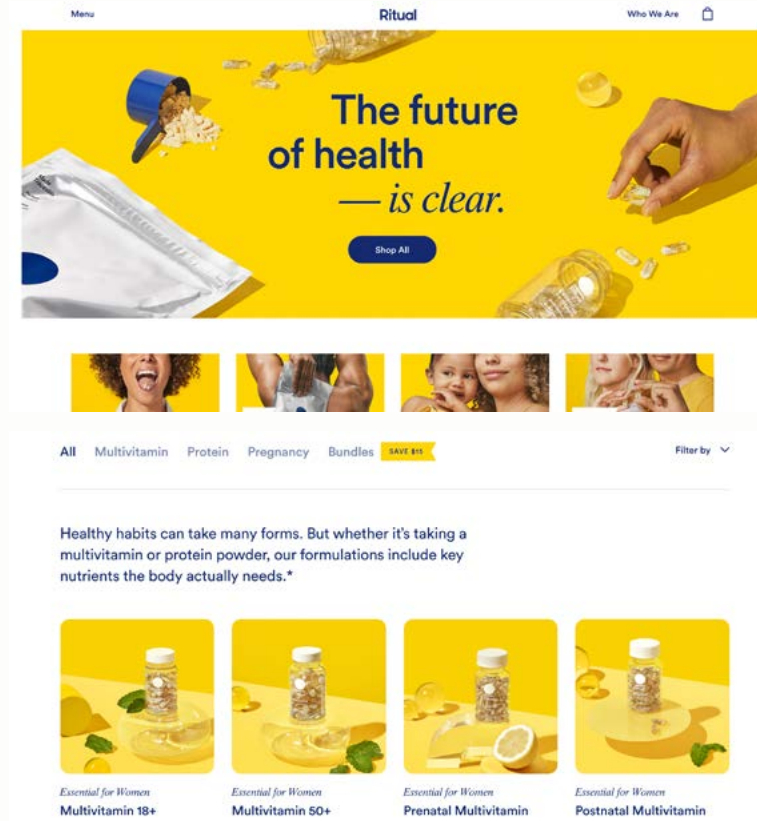 Menu
Ritual
Who We Are
The future
of health
— is clear.
Shop All
All
Multivitamin
Protein
Pregnancy
Bundles
SAVE $15
Filter by
Healthy habits can take many forms. But whether it's taking a
multivitamin or protein powder, our formulations include key
nutrients the body actually needs.*
Essential for Women
Multivitamin 18+
Essential for Women
Multivitamin 50+
Essential for Women
Prenatal Multivitamin
Essential for Women
Postnatal Multivitamin